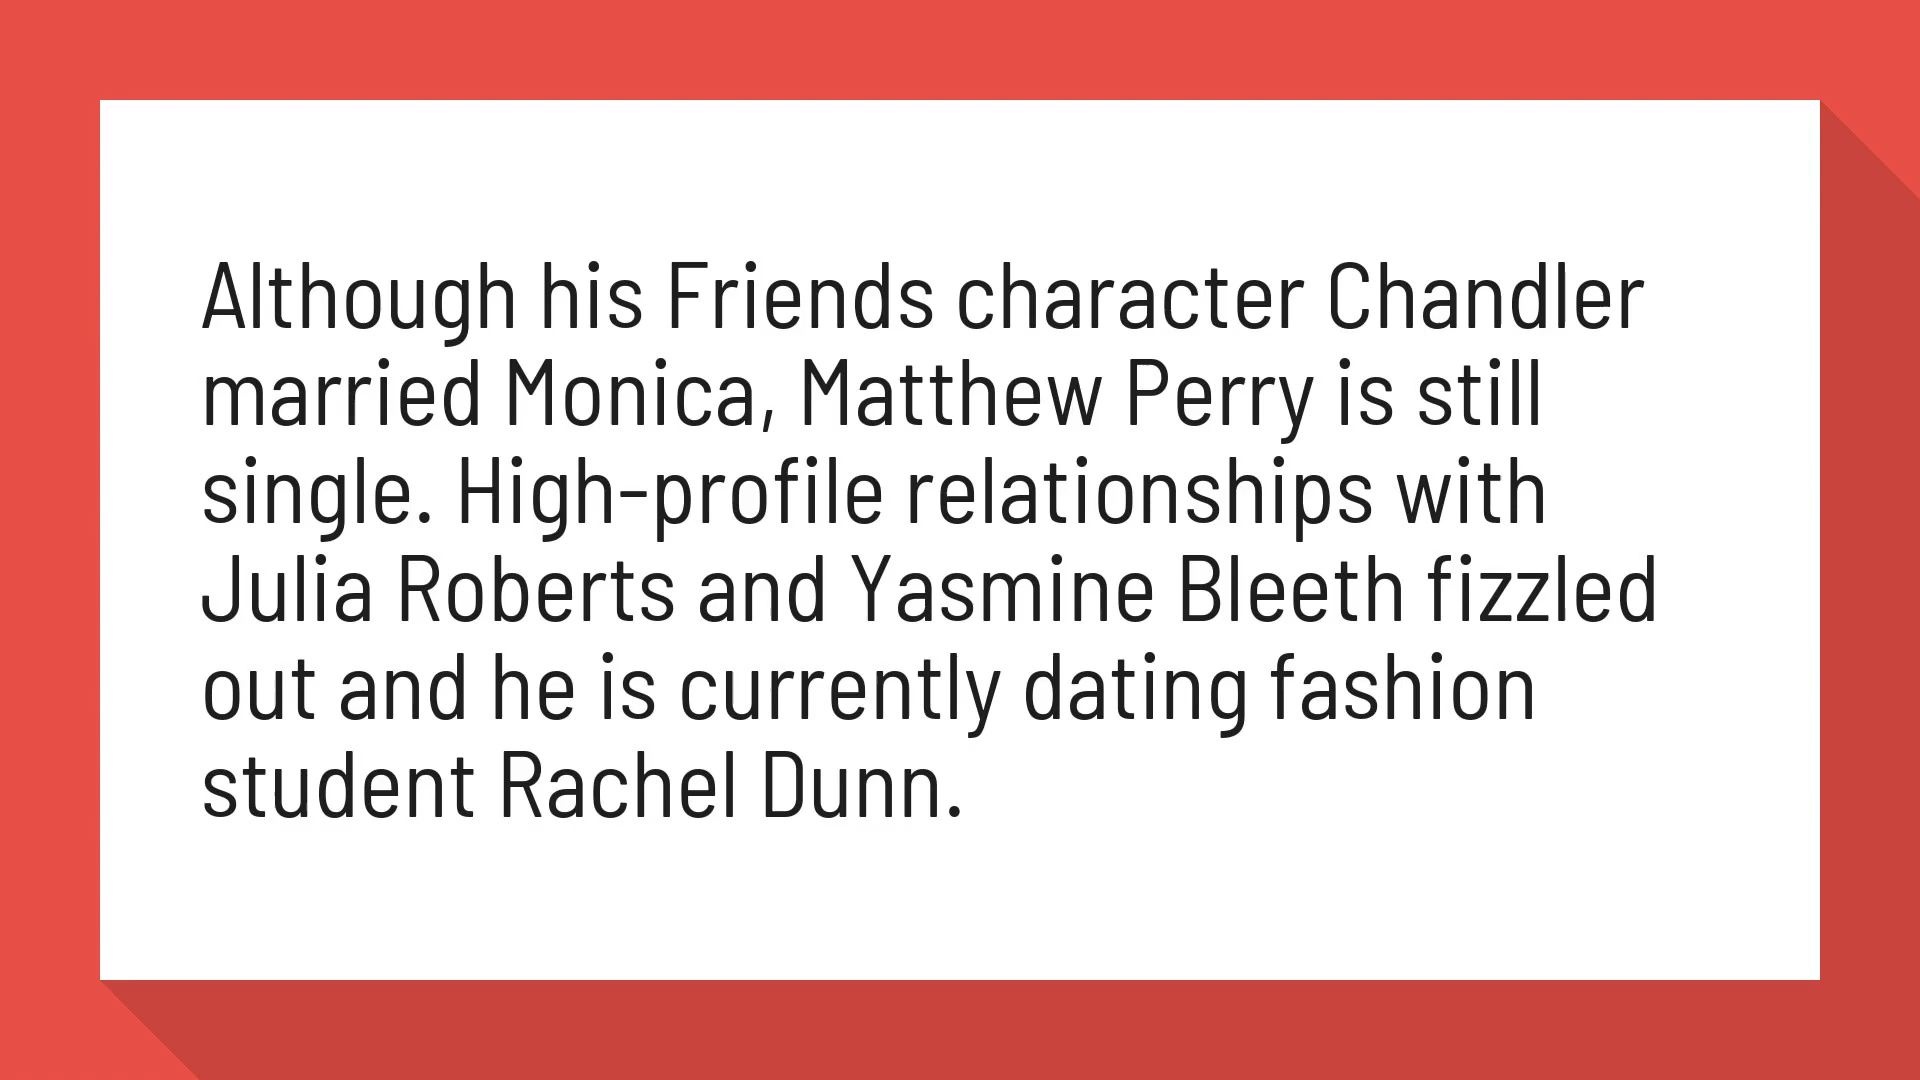 Although his Friends character Chandler
married Monica, Matthew Perry is still
single. High-profile relationships with
Julia Roberts and Yasmine Bleeth fizzled
out and he is currently dating fashion
student Rachel Dunn.